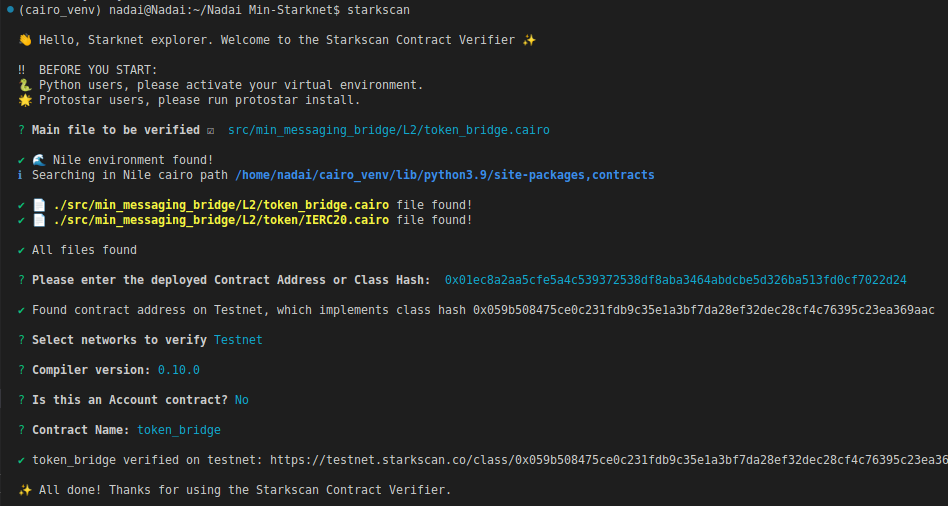 (cairo_venv) nadai@Nadai:~/Nadai Min-Starknet$ starkscan
👋 Hello, Starknet explorer. Welcome to the Starkscan Contract Verifier ✨
‼ BEFORE YOU START:
🐍 Python users, please activate your virtual environment.
🌟 Protostar users, please run protostar install.
? Main file to be verified ☑ src/min_messaging_bridge/L2/token_bridge.cairo
✔ 🌊 Nile environment found!
ℹ Searching in Nile cairo path /home/nadai/cairo_venv/lib/python3.9/site-packages,contracts
✔ 📄 ./src/min_messaging_bridge/L2/token_bridge.cairo file found!
✔ 📄 ./src/min_messaging_bridge/L2/token/IERC20.cairo file found!
✔ All files found
? Please enter the deployed Contract Address or Class Hash: 0x01ec8a2aa5cfe5a4c539372538df8aba3464abdcbe5d326ba513fd0cf7022d24
✔ Found contract address on Testnet, which implements class hash 0x059b508475ce0c231fdb9c35e1a3bf7da28ef32dec28cf4c76395c23ea369aac
? Select networks to verify Testnet
? Compiler version: 0.10.0
? Is this an Account contract? No
? Contract Name: token_bridge
✔ token_bridge verified on testnet: https://testnet.starkscan.co/class/0x059b508475ce0c231fdb9c35e1a3bf7da28ef32dec28cf4c76395c23ea36
✨ All done! Thanks for using the Starkscan Contract Verifier.